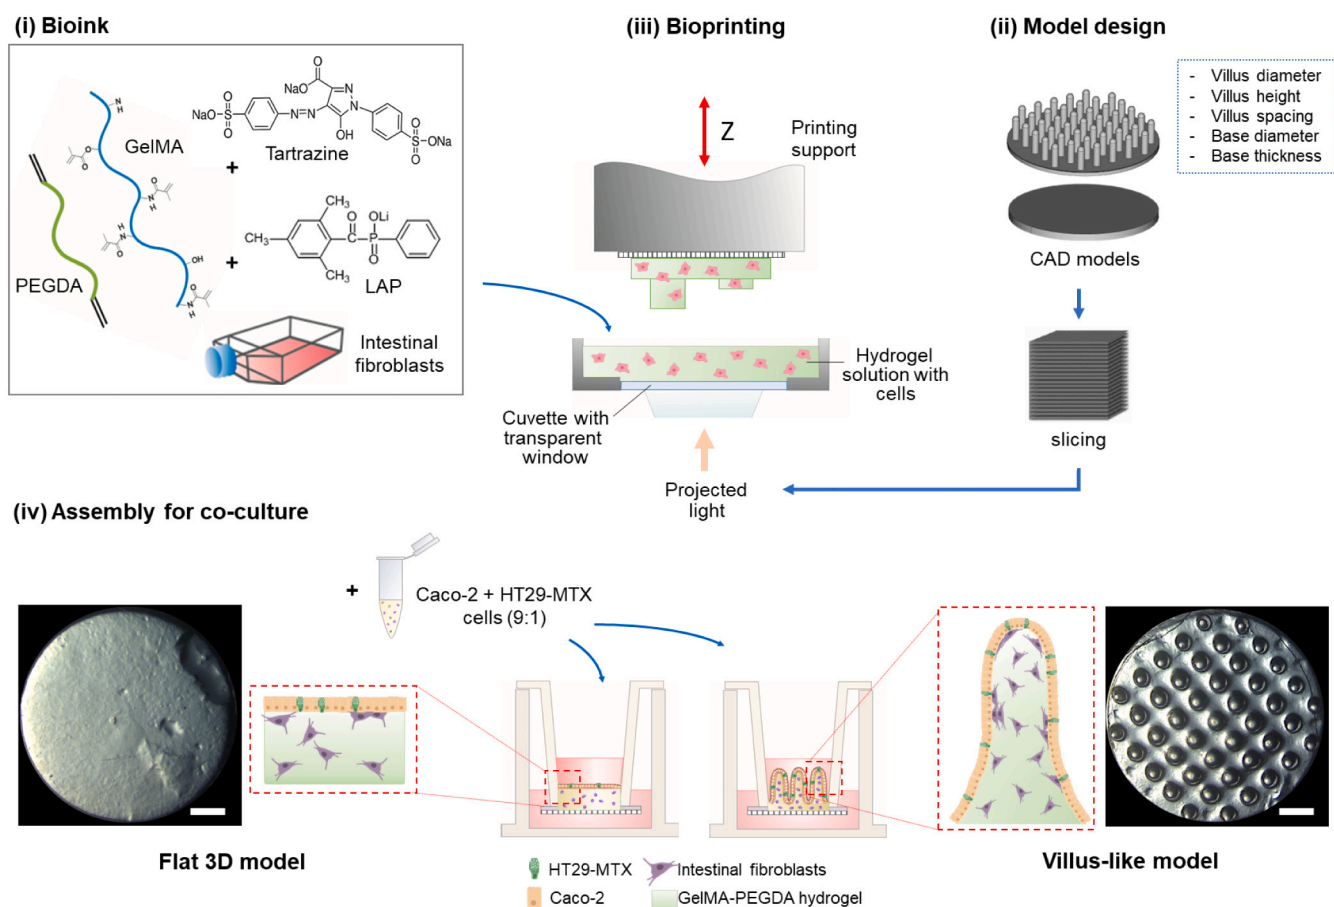 (i) Bioink
(iii) Bioprinting
(ii) Model design
GelMA
PEGDA
O
O
N
H
H
N
O
H
N
O
OH
N
H
O
+
O
NaO
N
N
OH
N=N
NaO
O
S
O
O
S
ONa
O
Tartrazine
+
CH3
CH3
CH3
O
C
OLi
P
O
LAP
Intestinal
fibroblasts
Z
Printing
support
Hydrogel
solution with
cells
Cuvette with
transparent
window
Projected
light
- Villus diameter
- Villus height
- Villus spacing
- Base diameter
- Base thickness
CAD models
slicing
(iv) Assembly for co-culture
+
Caco-2 + HT29-MTX
cells (9:1)
Flat 3D model
Villus-like model
HT29-MTX
Intestinal fibroblasts
Caco-2
GelMA-PEGDA hydrogel